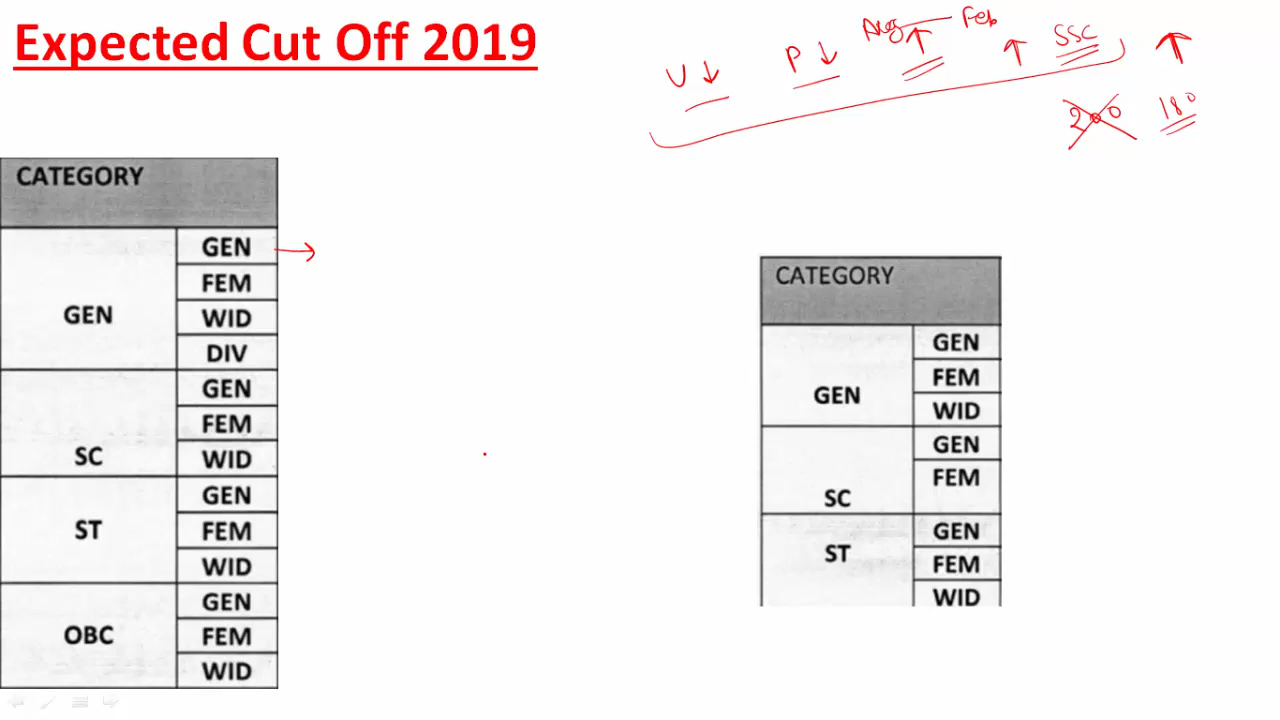 Expected Cut Off 2019
V ↓ P ↓ Aug ↑ Feb ↑ SSC ↑
200 180
CATEGORY
GEN
GEN
FEM
WID
DIV
SC
GEN
FEM
WID
ST
GEN
FEM
WID
OBC
GEN
FEM
WID
CATEGORY
GEN
GEN
FEM
WID
SC
GEN
FEM
ST
GEN
FEM
WID